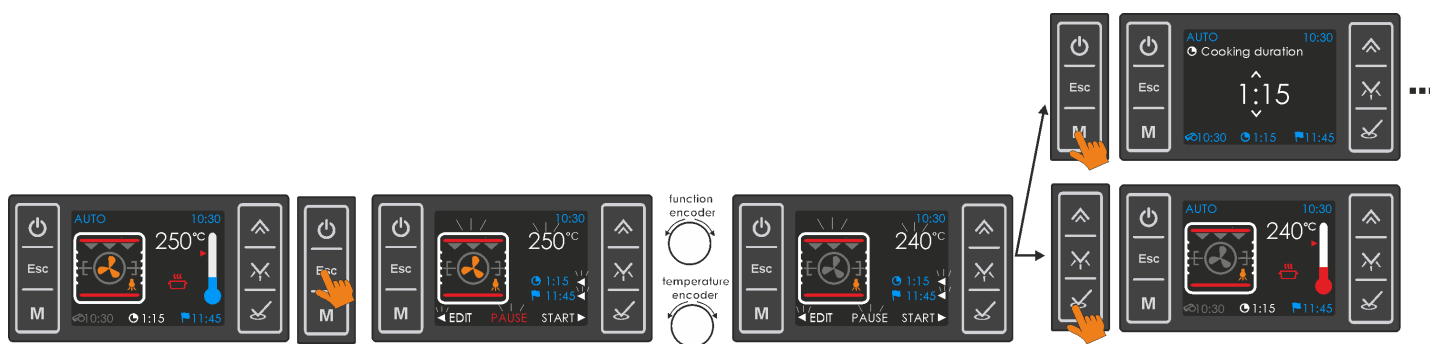 Esc
M
AUTO 10:30
250°C
10:30 1:15 11:45
Esc
M
Esc
M
10:30
250°C
1:15
11:45
EDIT PAUSE START
function
encoder
temperature
encoder
Esc
M
10:30
240°C
1:15
11:45
EDIT PAUSE START
Esc
M
Esc
M
AUTO 10:30
Cooking duration
1:15
10:30 1:15 11:45
...
Esc
M
AUTO 10:30
240°C
10:30 1:15 11:45